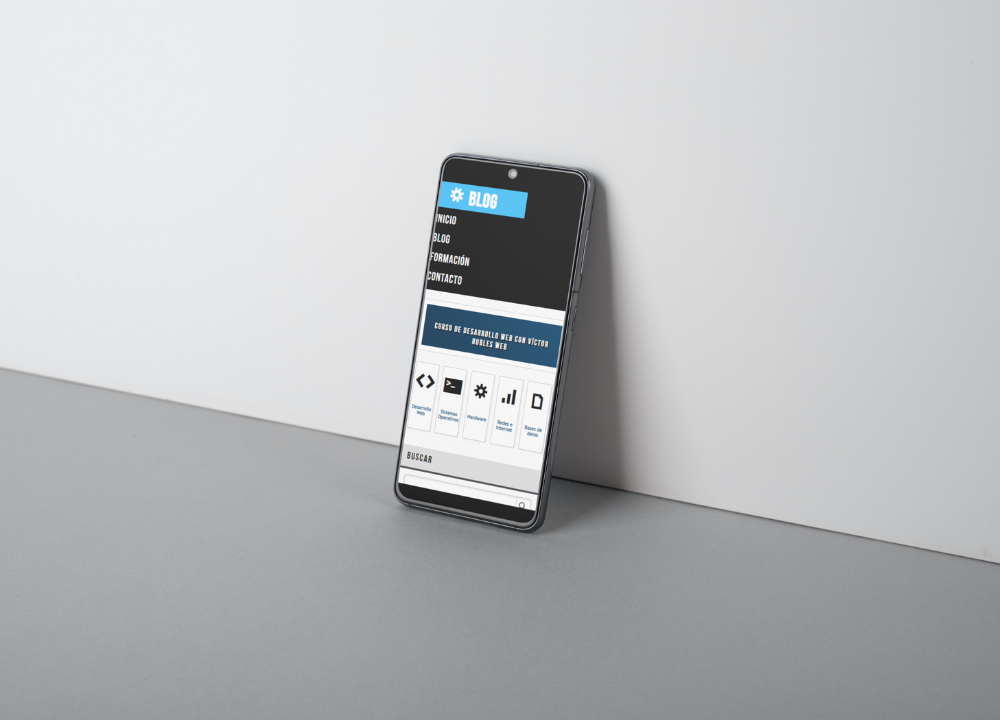 BLOG
INICIO
BLOG
FORMACIÓN
CONTACTO
CURSO DE DESARROLLO WEB CON VÍCTOR
ROBLES WEB
Desarrollo
Web
Sistemas
Operativos
Hardware
Redes e
Internet
Bases de
datos
BUSCAR